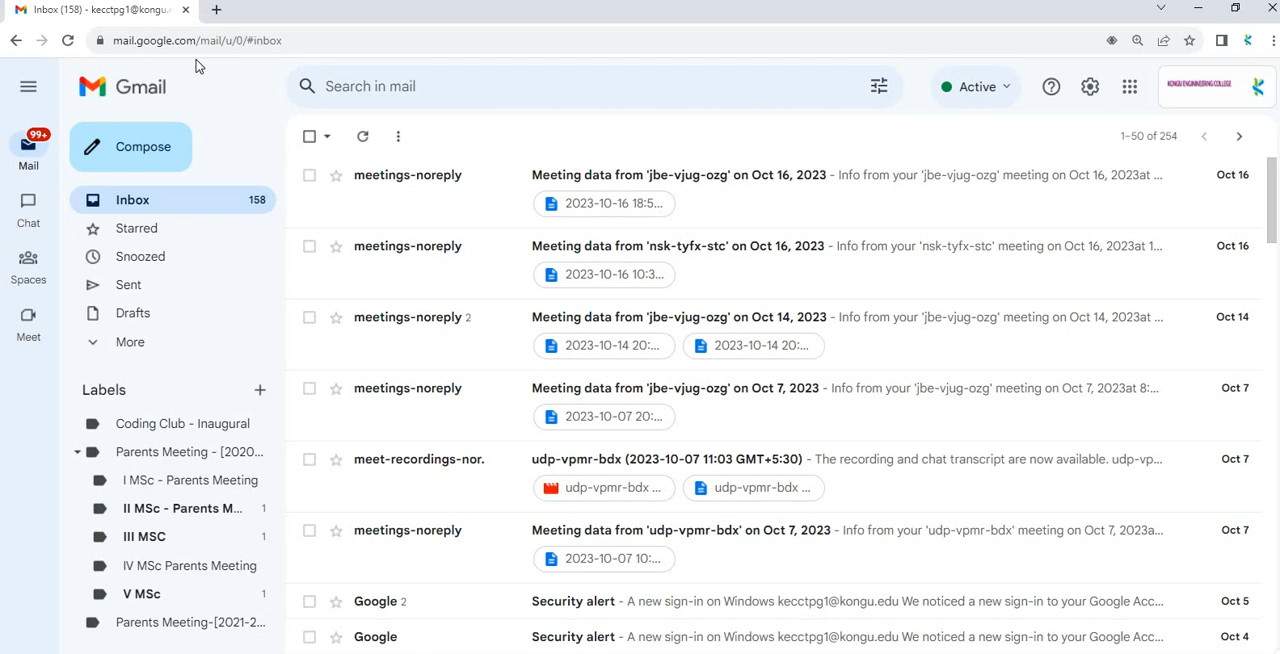 Inbox (158) - kecctpg1@kongu.
mail.google.com/mail/u/0/#inbox
Gmail
Search in mail
Active
KONGU ENGINEERING COLLEGE
99+
Mail
Chat
Spaces
Meet
Compose
Inbox 158
Starred
Snoozed
Sent
Drafts
More
Labels
Coding Club - Inaugural
Parents Meeting - [2020...
I MSc - Parents Meeting
II MSc - Parents M... 1
III MSC 1
IV MSc Parents Meeting
V MSc 1
Parents Meeting-[2021-2...
1–50 of 254
meetings-noreply Meeting data from 'jbe-vjug-ozg' on Oct 16, 2023 - Info from your 'jbe-vjug-ozg' meeting on Oct 16, 2023at ... Oct 16
2023-10-16 18:5...
meetings-noreply Meeting data from 'nsk-tyfx-stc' on Oct 16, 2023 - Info from your 'nsk-tyfx-stc' meeting on Oct 16, 2023at 1... Oct 16
2023-10-16 10:3...
meetings-noreply 2 Meeting data from 'jbe-vjug-ozg' on Oct 14, 2023 - Info from your 'jbe-vjug-ozg' meeting on Oct 14, 2023at ... Oct 14
2023-10-14 20:... 2023-10-14 20:...
meetings-noreply Meeting data from 'jbe-vjug-ozg' on Oct 7, 2023 - Info from your 'jbe-vjug-ozg' meeting on Oct 7, 2023at 8:... Oct 7
2023-10-07 20:...
meet-recordings-nor. udp-vpmr-bdx (2023-10-07 11:03 GMT+5:30) - The recording and chat transcript are now available. udp-vp... Oct 7
udp-vpmr-bdx ... udp-vpmr-bdx ...
meetings-noreply Meeting data from 'udp-vpmr-bdx' on Oct 7, 2023 - Info from your 'udp-vpmr-bdx' meeting on Oct 7, 2023a... Oct 7
2023-10-07 10:...
Google 2 Security alert - A new sign-in on Windows kecctpg1@kongu.edu We noticed a new sign-in to your Google Acc... Oct 5
Google Security alert - A new sign-in on Windows kecctpg1@kongu.edu We noticed a new sign-in to your Google Acc... Oct 4